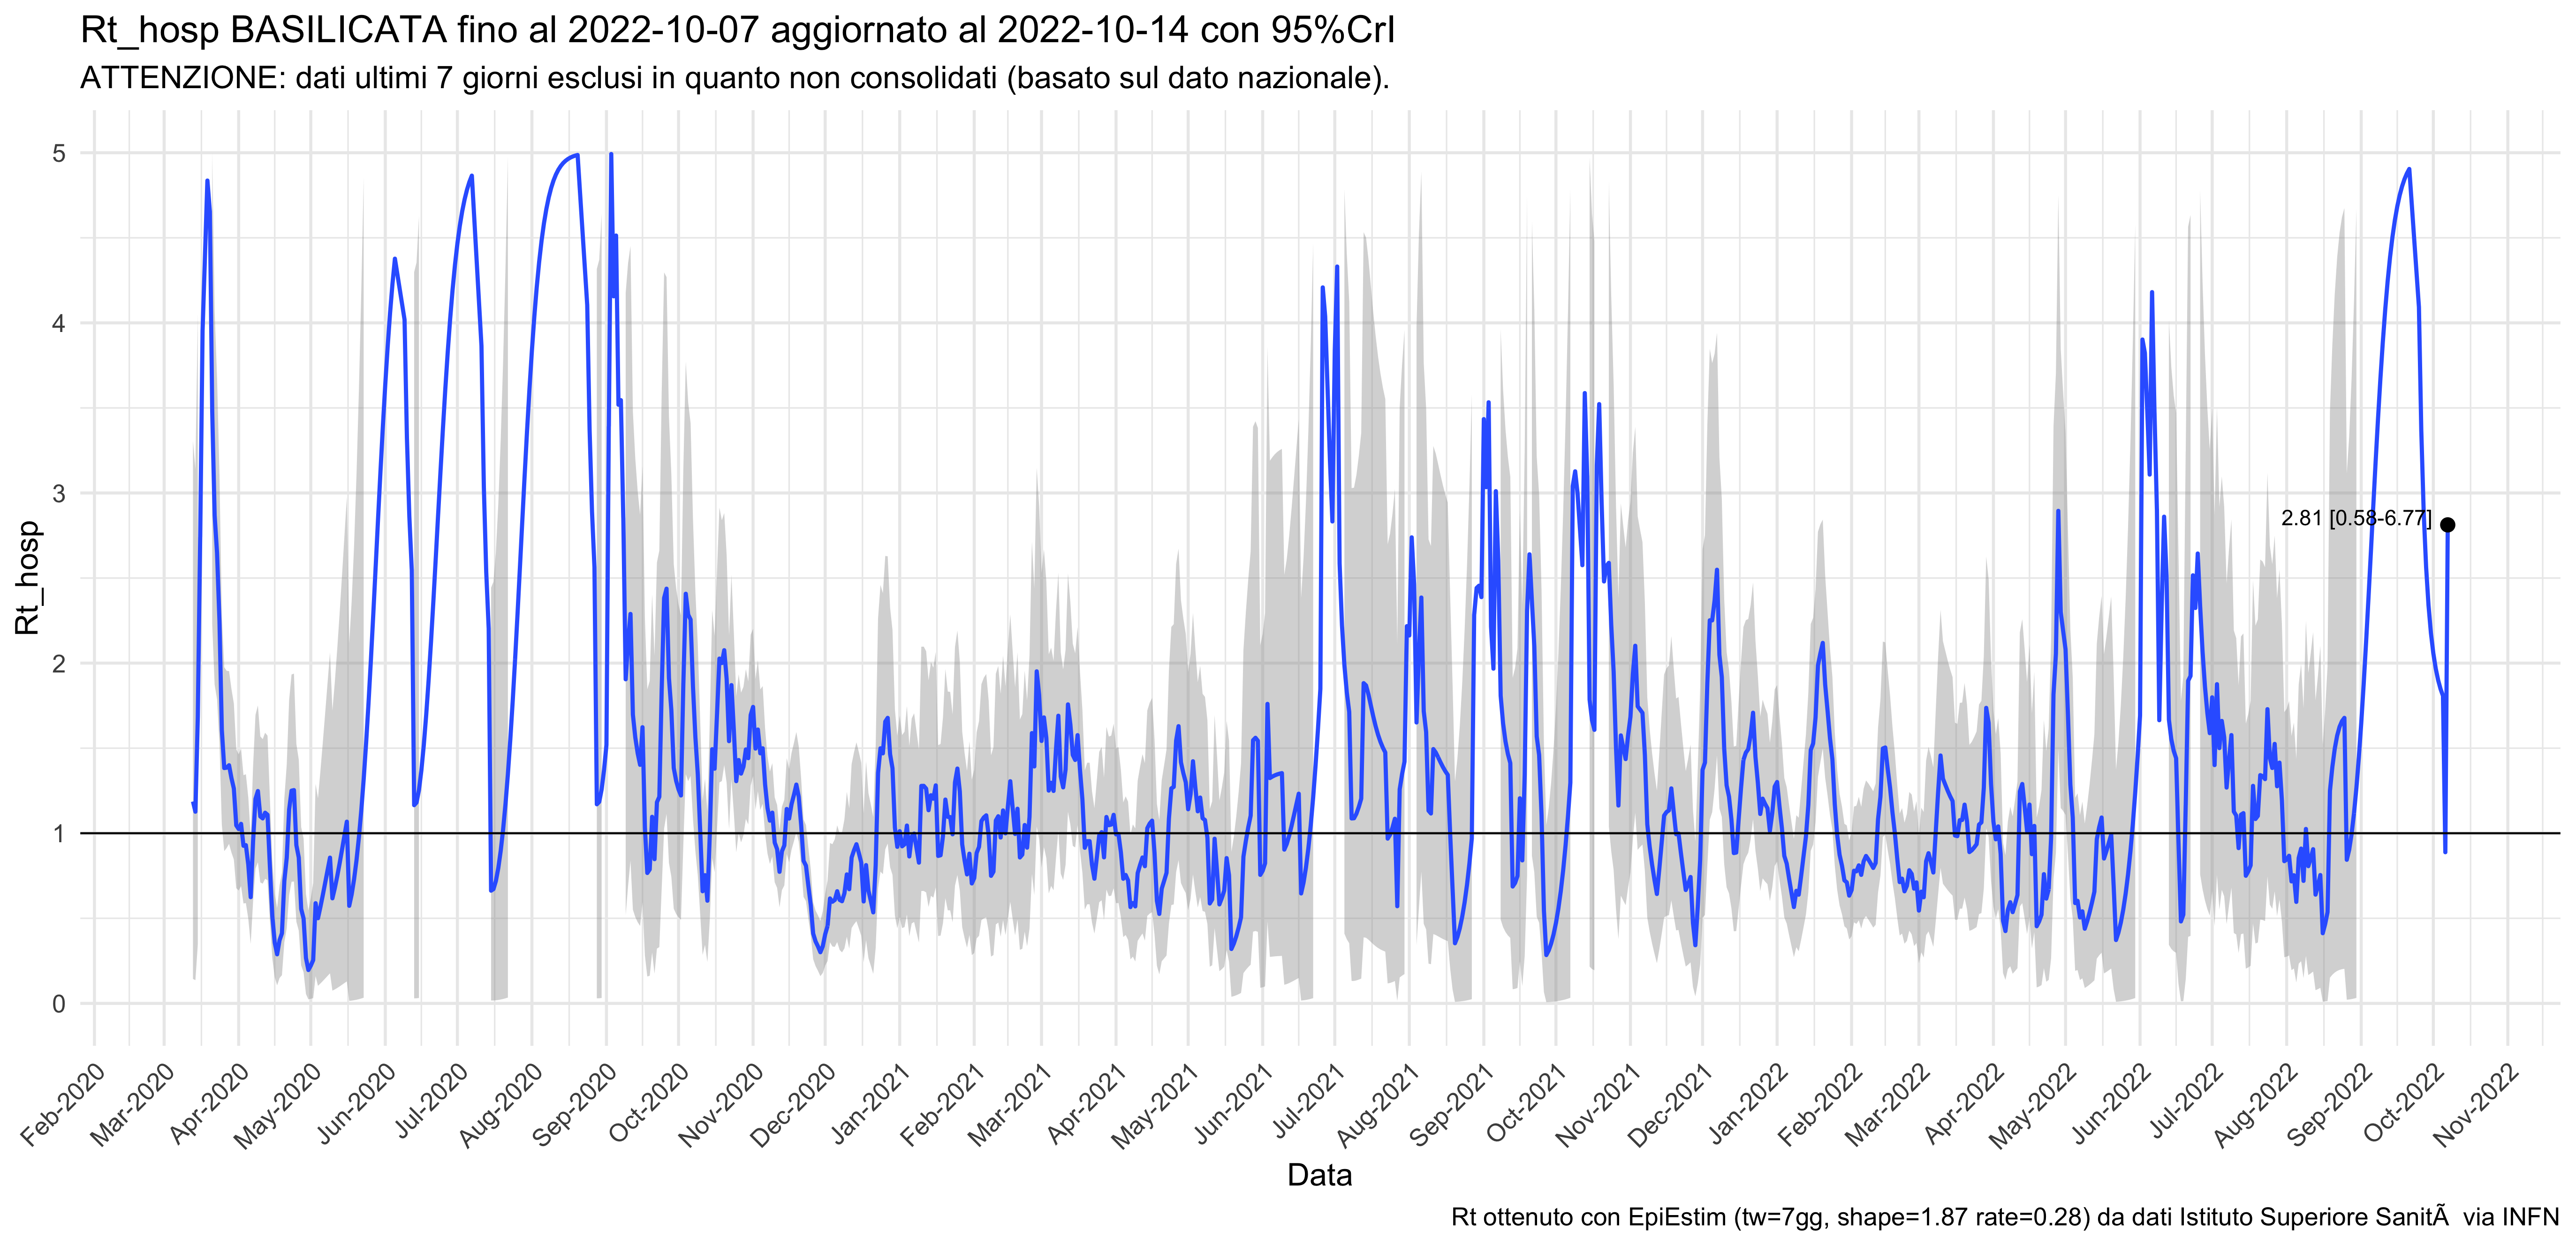 Rt_hosp BASILICATA fino al 2022-10-07 aggiornato al 2022-10-14 con 95%CrI
ATTENZIONE: dati ultimi 7 giorni esclusi in quanto non consolidati (basato sul dato nazionale).
5
4
3
2
1
0
Rt_hosp
2.81 [0.58-6.77]
Feb-2020
Mar-2020
Apr-2020
May-2020
Jun-2020
Jul-2020
Aug-2020
Sep-2020
Oct-2020
Nov-2020
Dec-2020
Jan-2021
Feb-2021
Mar-2021
Apr-2021
May-2021
Jun-2021
Jul-2021
Aug-2021
Sep-2021
Oct-2021
Nov-2021
Dec-2021
Jan-2022
Feb-2022
Mar-2022
Apr-2022
May-2022
Jun-2022
Jul-2022
Aug-2022
Sep-2022
Oct-2022
Nov-2022
Data
Rt ottenuto con EpiEstim (tw=7gg, shape=1.87 rate=0.28) da dati Istituto Superiore SanitÃ  via INFN